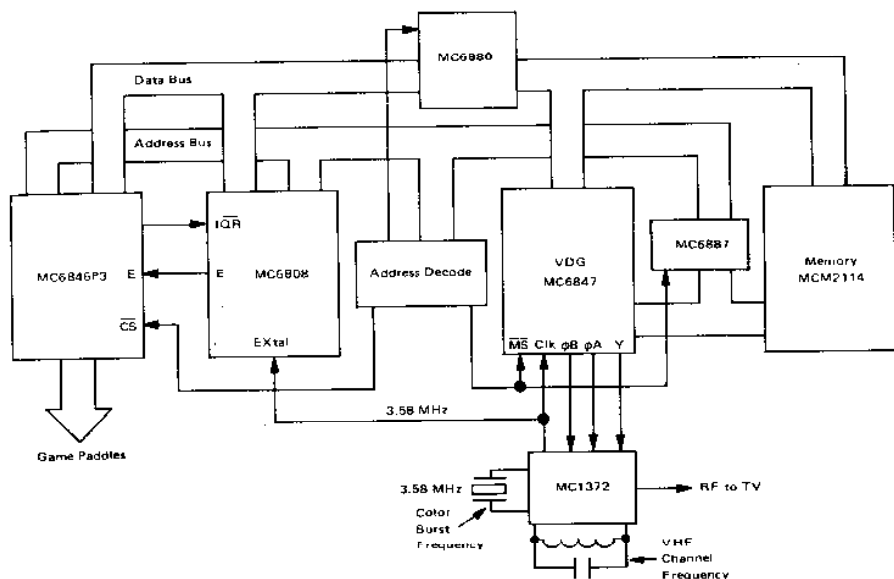 MC6880
Data Bus
Address Bus
IQR
MC6846P3
E
E
MC6808
Address Decode
VDG
MC6847
MC6887
Memory
MCM2114
CS
EXtal
MS Clk φB φA Y
3.58 MHz
Game Paddles
MC1372
RF to TV
3.58 MHz
Color
Burst
Frequency
VHF
Channel
Frequency